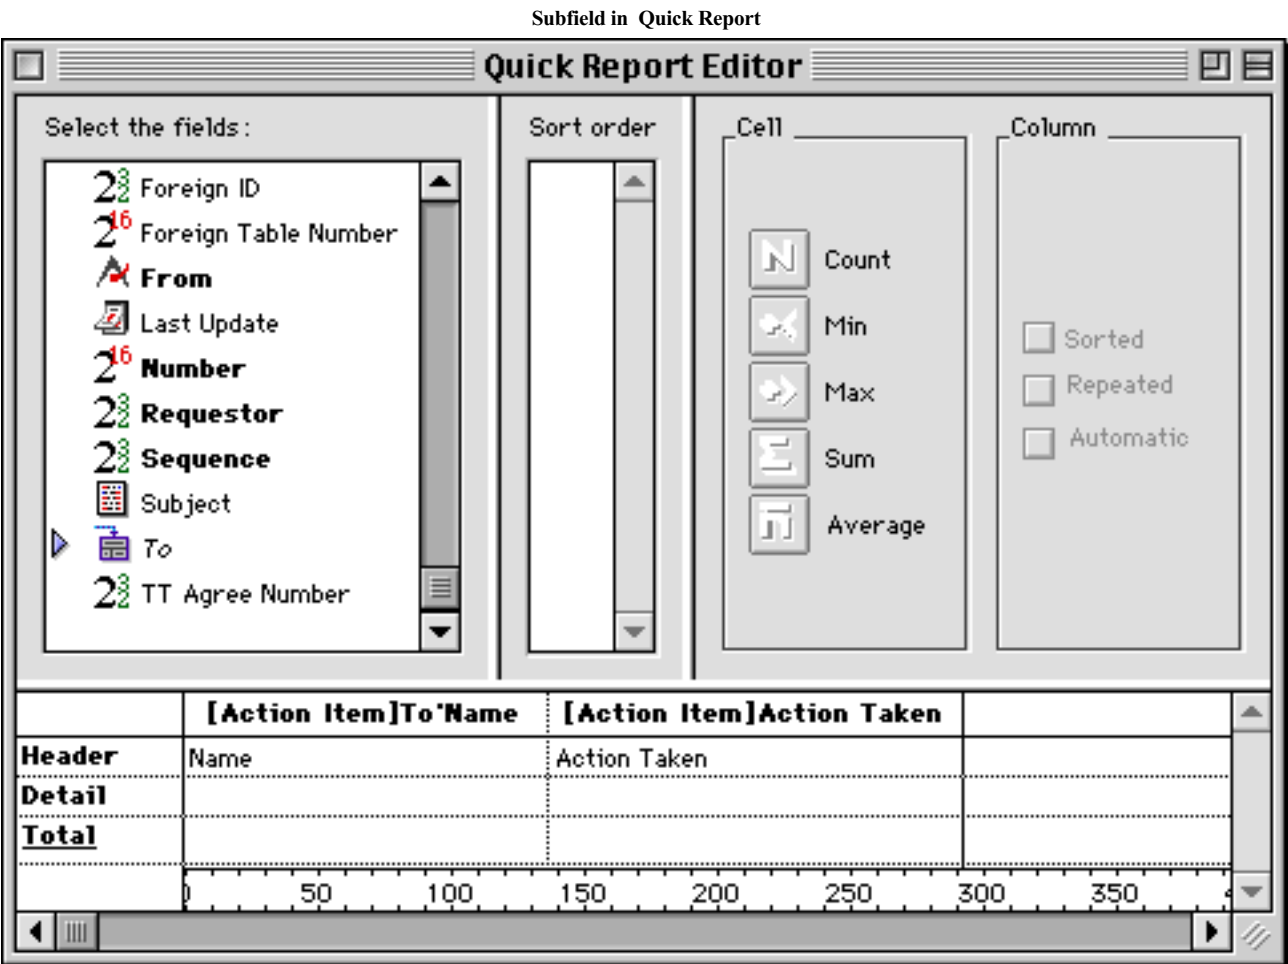 Subfield in Quick Report
Quick Report Editor
Select the fields:
Foreign ID
Foreign Table Number
From
Last Update
Number
Requestor
Sequence
Subject
To
TT Agree Number
Sort order
Cell
Count
Min
Max
Sum
Average
Column
Sorted
Repeated
Automatic
[Action Item]To'Name [Action Item]Action Taken
Header Name Action Taken
Detail
Total
0 50 100 150 200 250 300 350